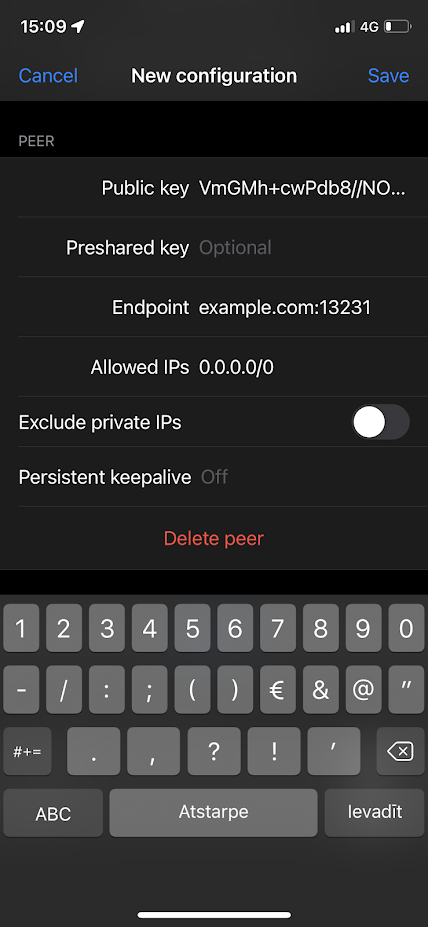 15:09 4G
Cancel New configuration Save
PEER
Public key VmGMh+cwPdb8//NO...
Preshared key Optional
Endpoint example.com:13231
Allowed IPs 0.0.0.0/0
Exclude private IPs
Persistent keepalive Off
Delete peer
1 2 3 4 5 6 7 8 9 0
- / : ; ( ) € & @ "
#+= . , ? ! ’
ABC Atstarpe Ievadīt